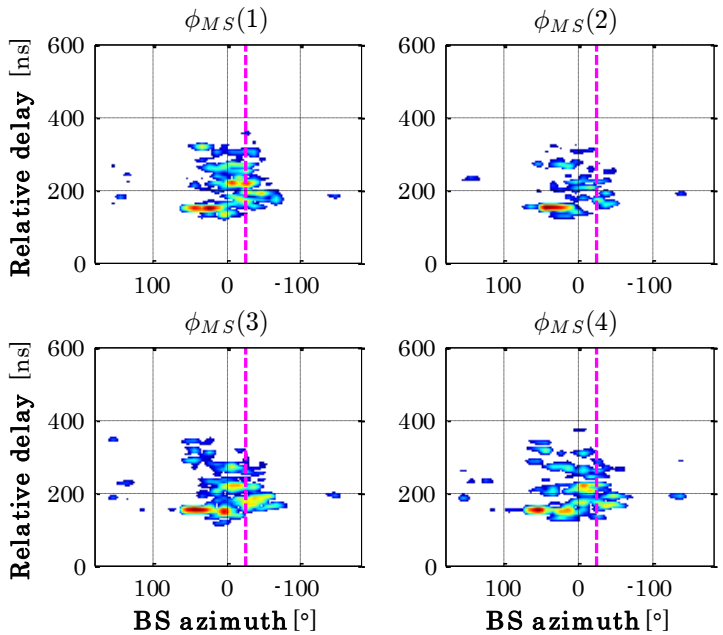 ϕMS(1) ϕMS(2)
600 600
400 400
200 200
0 0
100 0 -100 100 0 -100
Relative delay [ns]
ϕMS(3) ϕMS(4)
600 600
400 400
200 200
0 0
100 0 -100 100 0 -100
Relative delay [ns]
BS azimuth [°] BS azimuth [°]